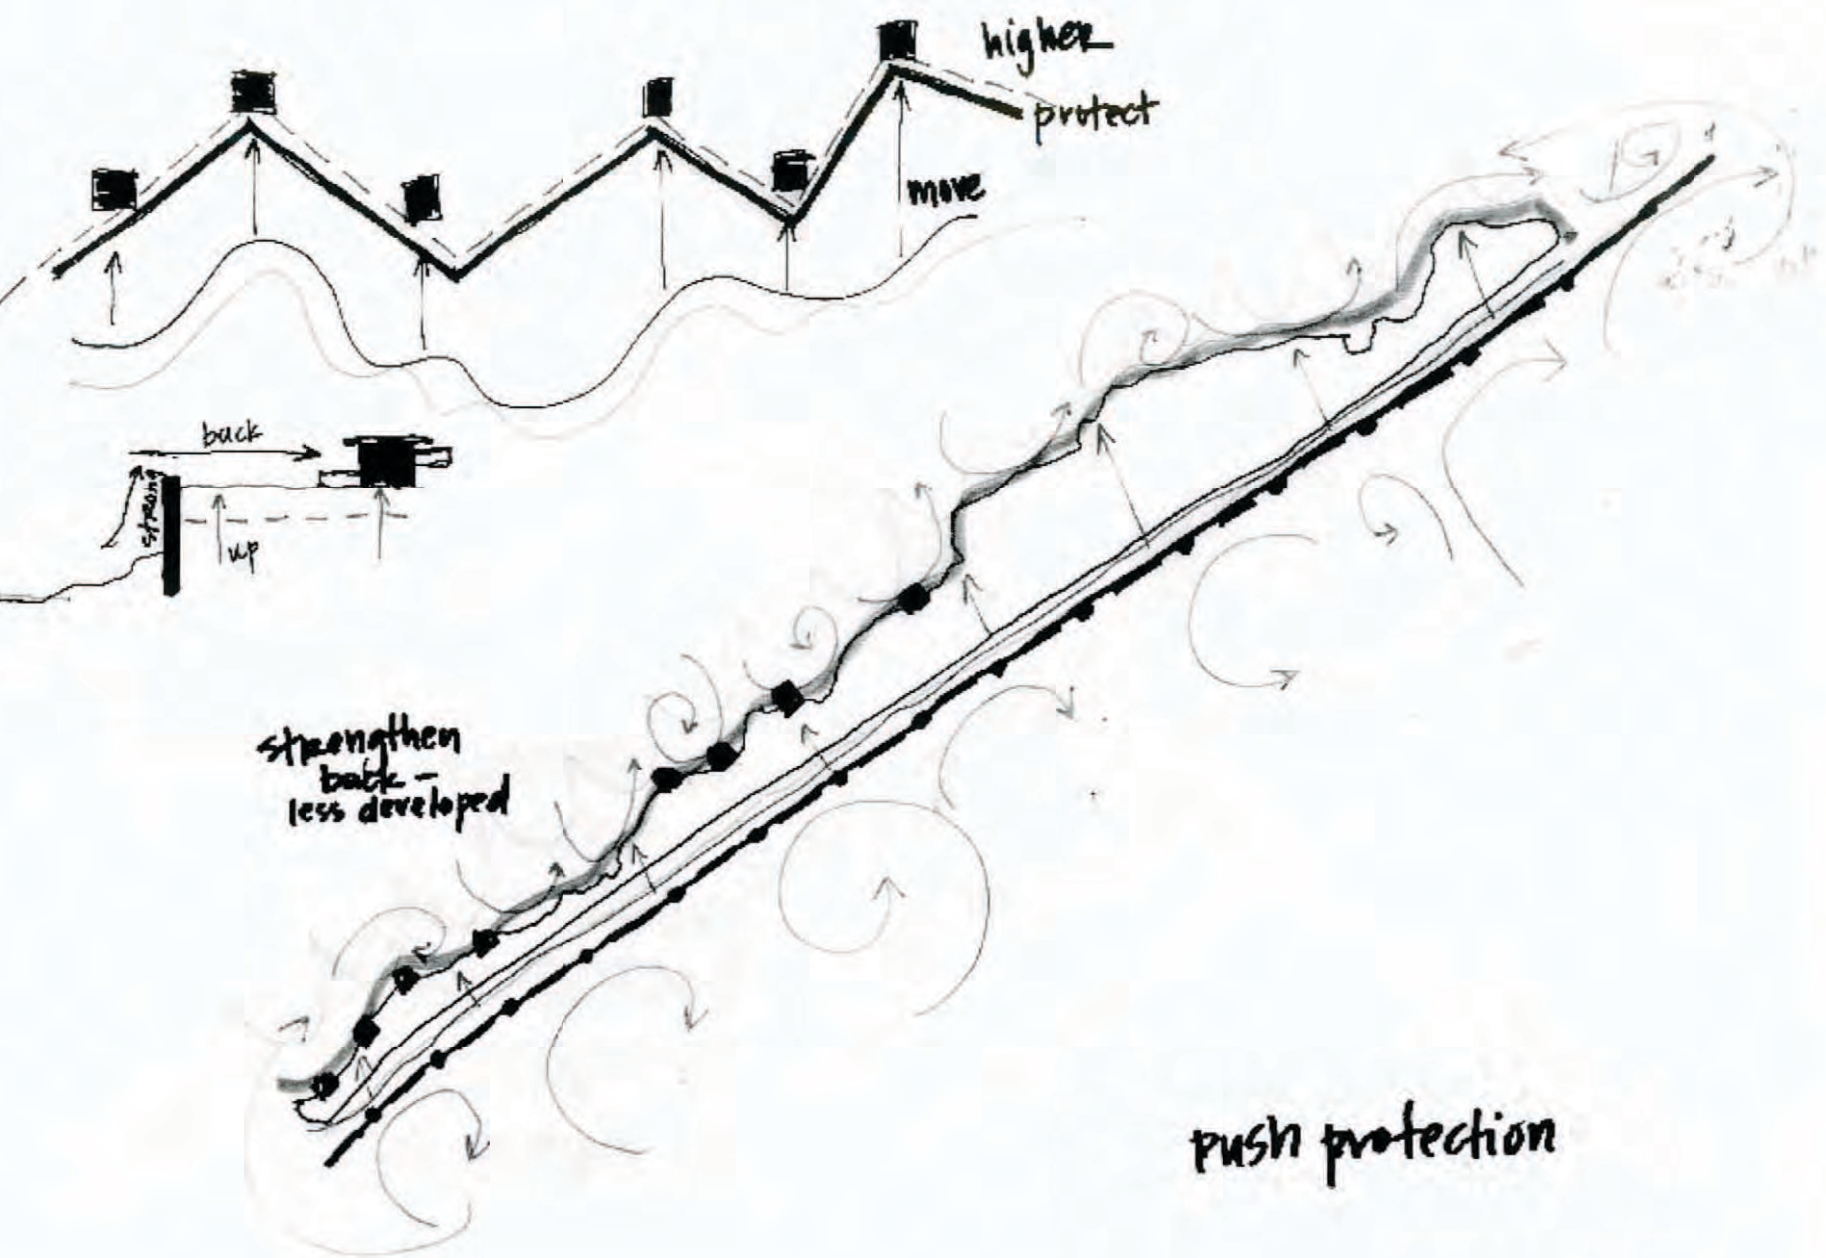 higher
protect
move
back
strong
up
strengthen
back -
less developed
push protection